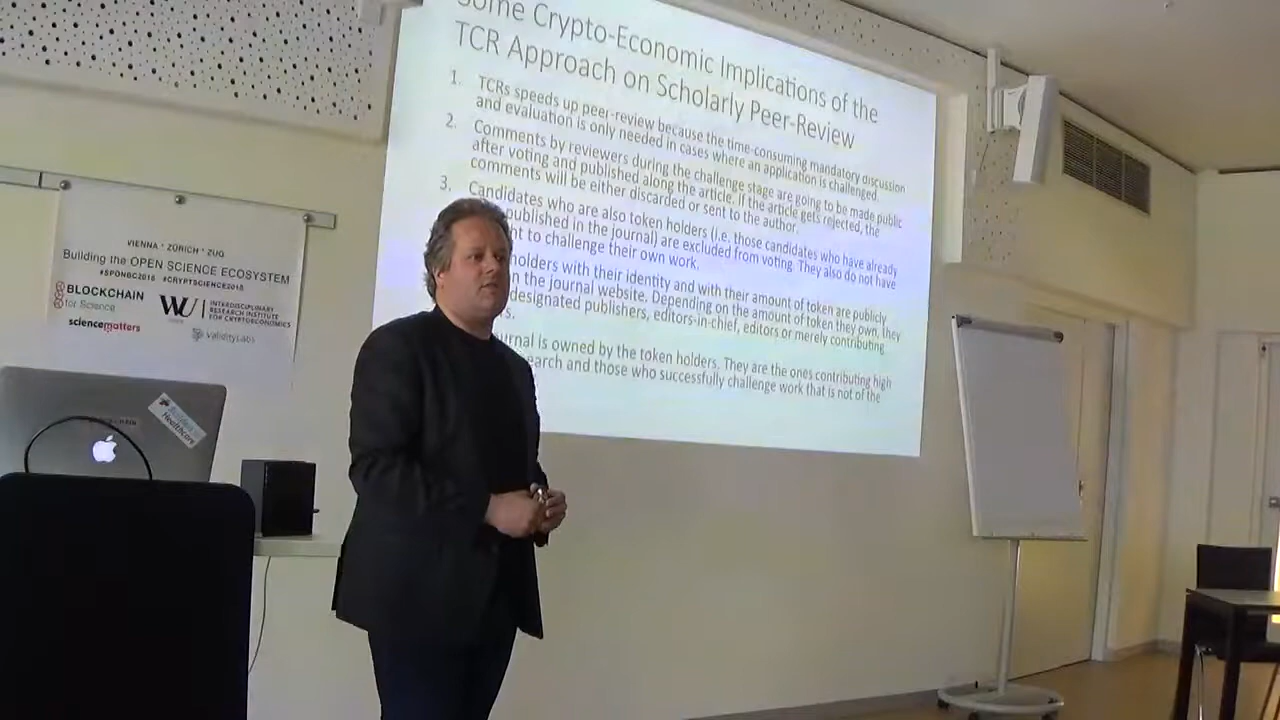 Some Crypto-Economic Implications of the
TCR Approach on Scholarly Peer-Review
1. TCRs speeds up peer-review because the time-consuming mandatory discussion
and evaluation is only needed in cases where an application is challenged.
2. Comments by reviewers during the challenge stage are going to be made public
after voting and published along the article. If the article gets rejected, the
comments will be either discarded or sent to the author.
3. Candidates who are also token holders (i.e. those candidates who have already
published in the journal) are excluded from voting. They also do not have
to challenge their own work.
holders with their identity and with their amount of token are publicly
the journal website. Depending on the amount of token they own, they
designated publishers, editors-in-chief, editors or merely contributing
is owned by the token holders. They are the ones contributing high
and those who successfully challenge work that is not of the
VIENNA * ZÜRICH * ZUG
Building the OPEN SCIENCE ECOSYSTEM
#SPONBC2018 #CRYPTSCIENCE2018
BLOCKCHAIN
for Science
WU
INTERDISCIPLINARY
RESEARCH INSTITUTE
FOR CRYPTOECONOMICS
sciencematters
validitylabs
Healthcare